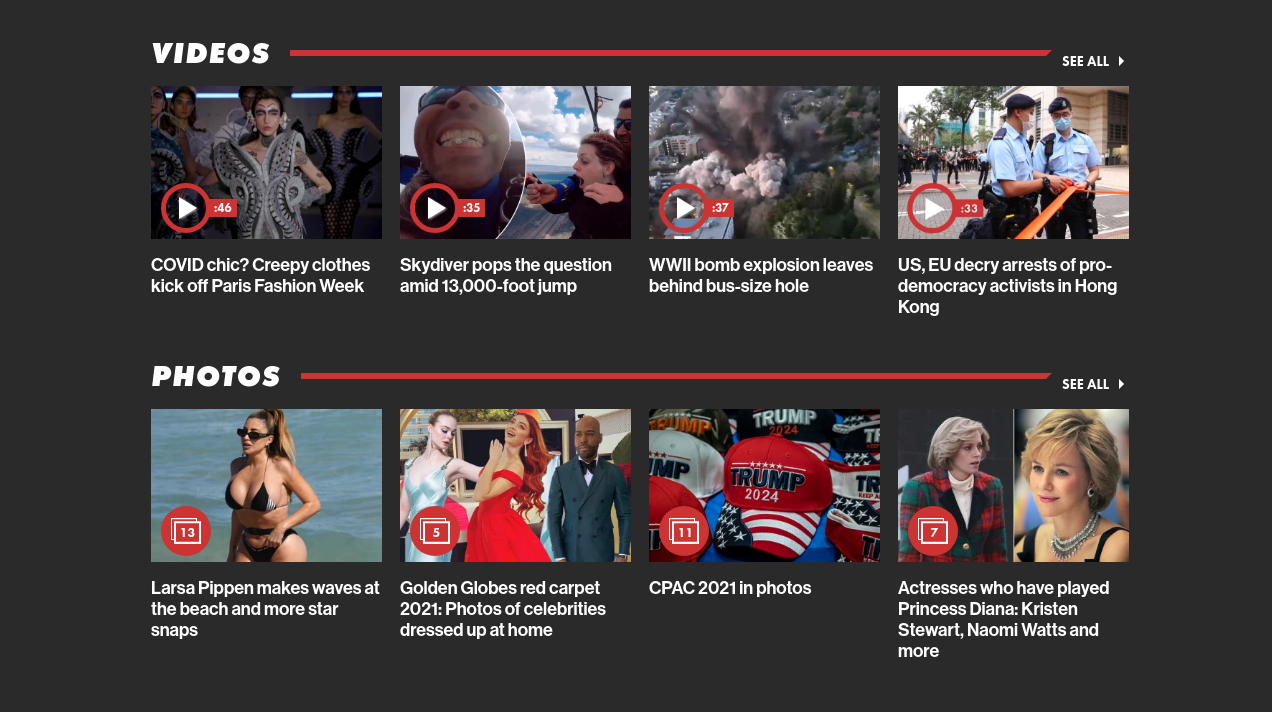 VIDEOS
SEE ALL
:46
:35
:37
:33
COVID chic? Creepy clothes
kick off Paris Fashion Week
Skydiver pops the question
amid 13,000-foot jump
WWII bomb explosion leaves
behind bus-size hole
US, EU decry arrests of pro-
democracy activists in Hong
Kong
PHOTOS
SEE ALL
TRUMP
2024
TRUMP
2024
13
5
11
7
Larsa Pippen makes waves at
the beach and more star
snaps
Golden Globes red carpet
2021: Photos of celebrities
dressed up at home
CPAC 2021 in photos
Actresses who have played
Princess Diana: Kristen
Stewart, Naomi Watts and
more